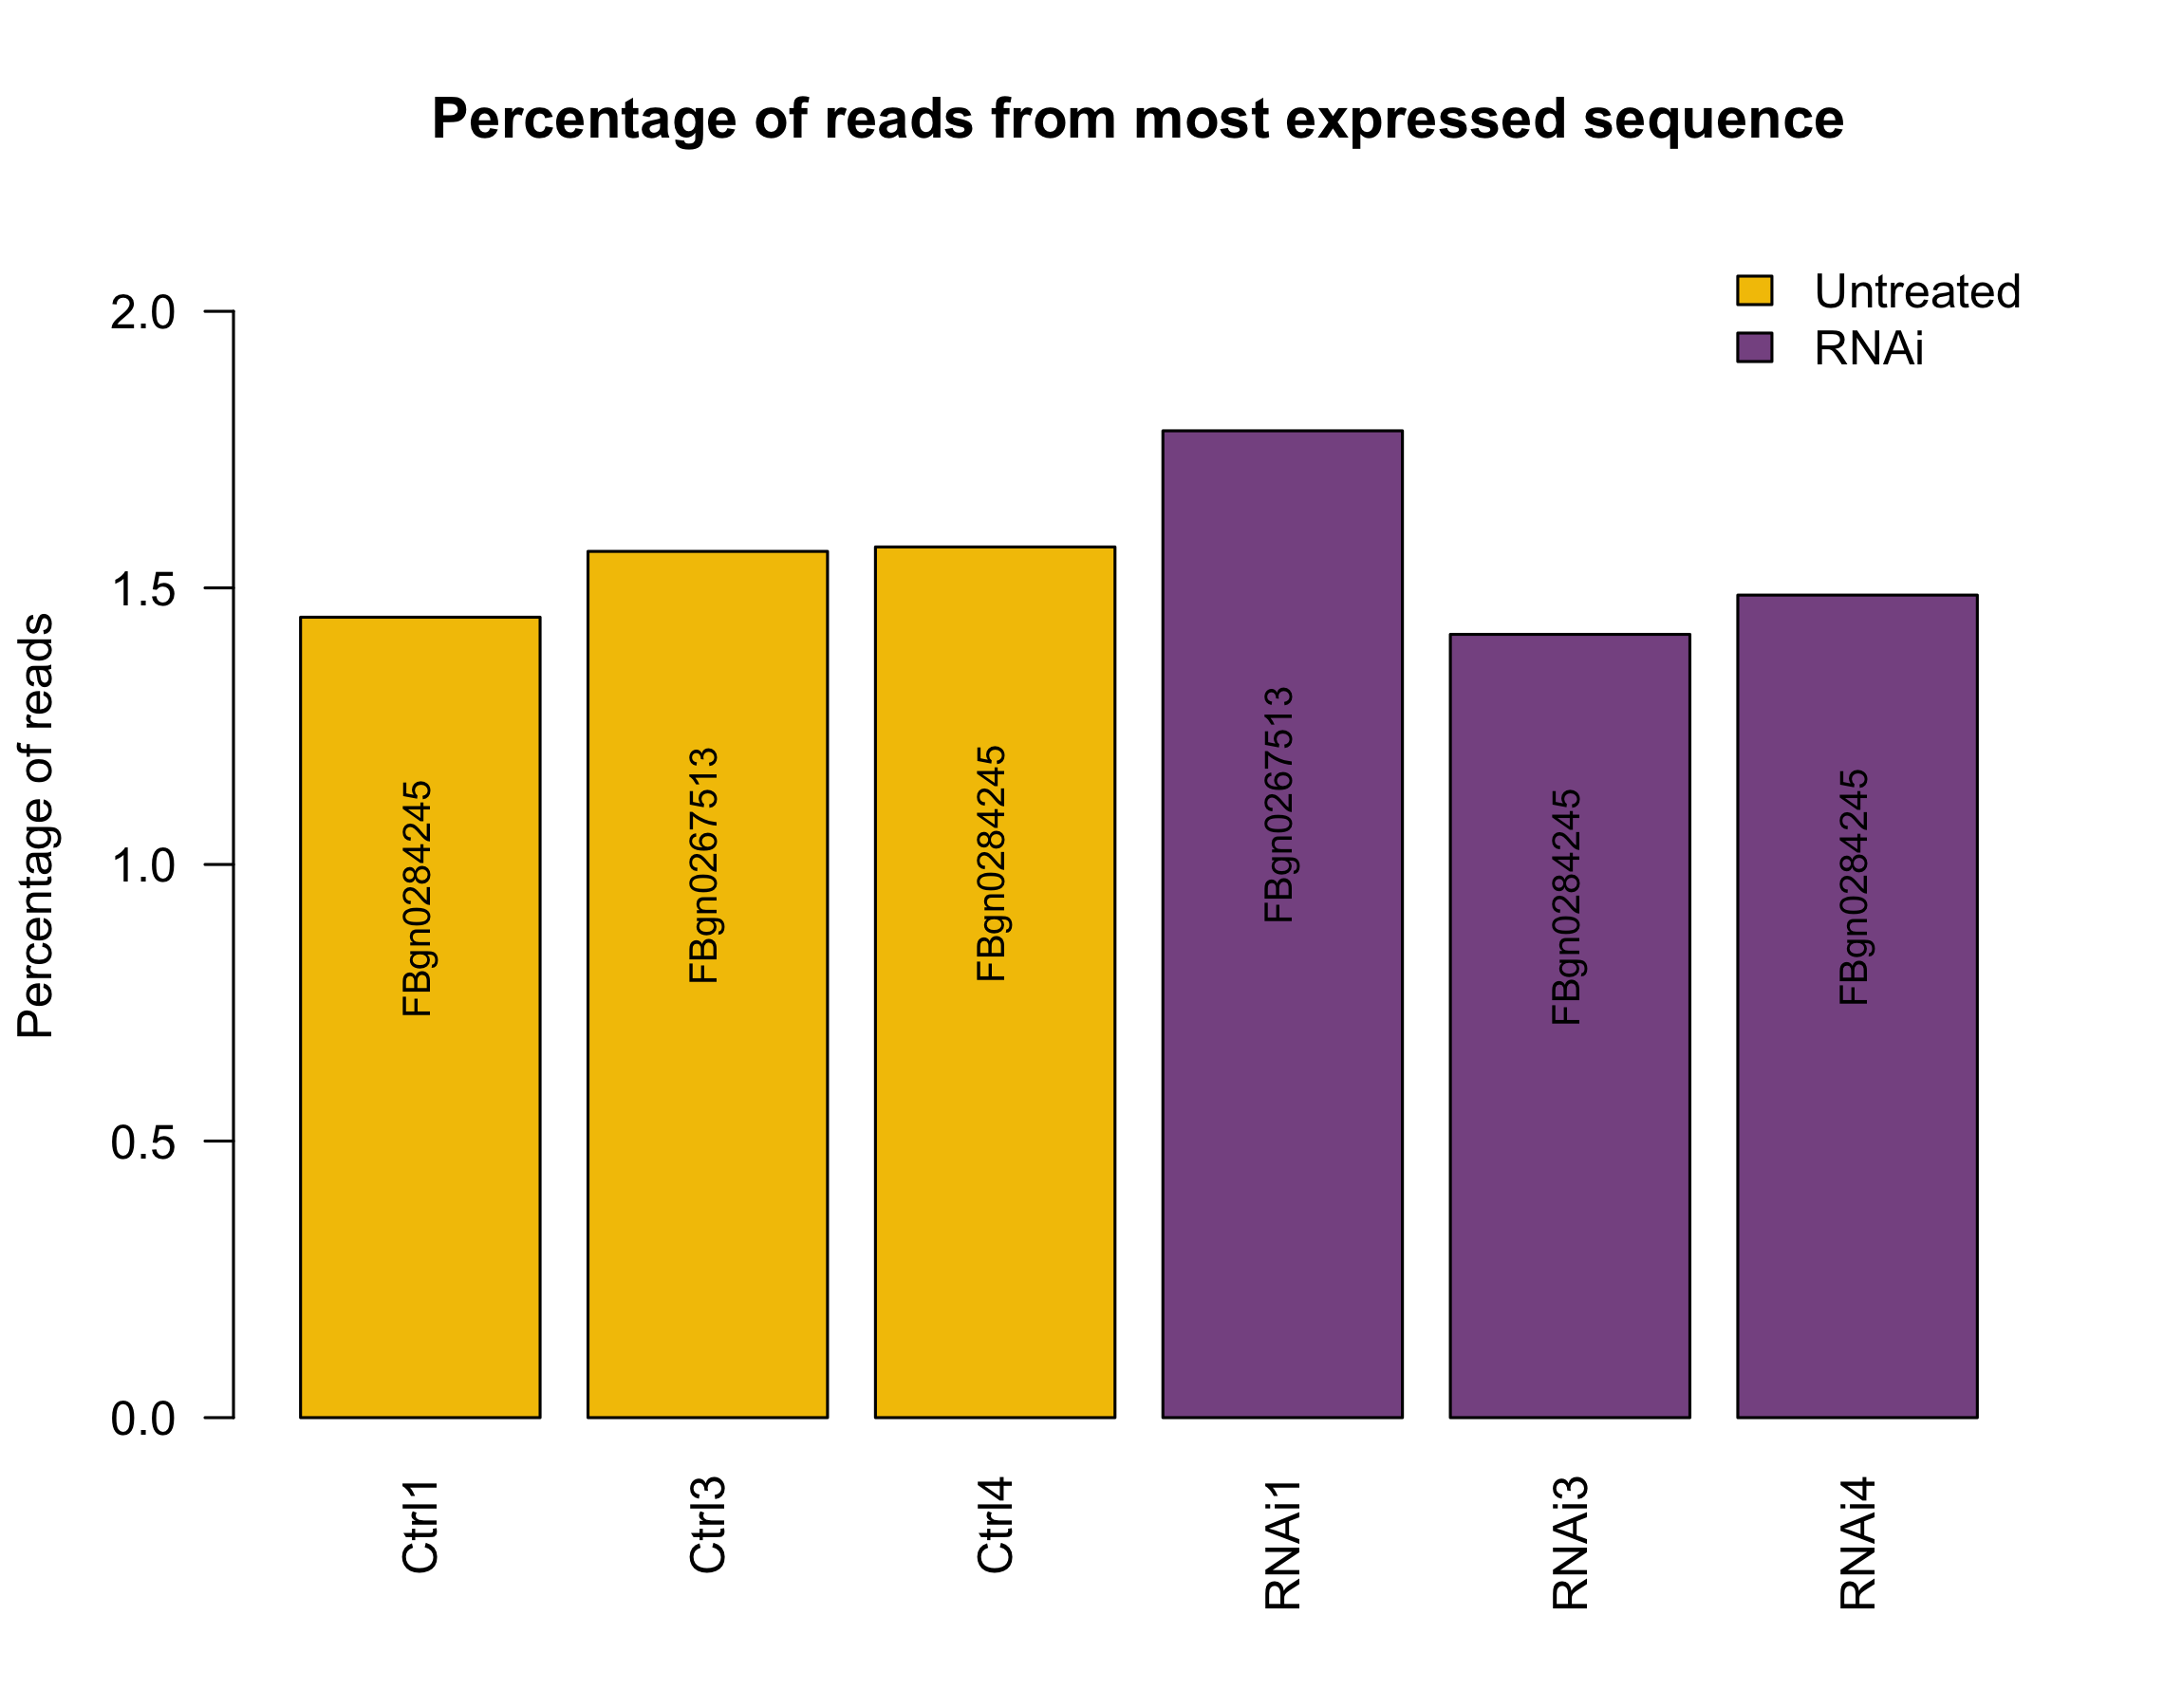 Percentage of reads from most expressed sequence
Untreated
RNAi
Percentage of reads
2.0
1.5
1.0
0.5
0.0
FBgn0284245
FBgn0267513
FBgn0284245
FBgn0267513
FBgn0284245
FBgn0284245
Ctrl1
Ctrl3
Ctrl4
RNAi1
RNAi3
RNAi4